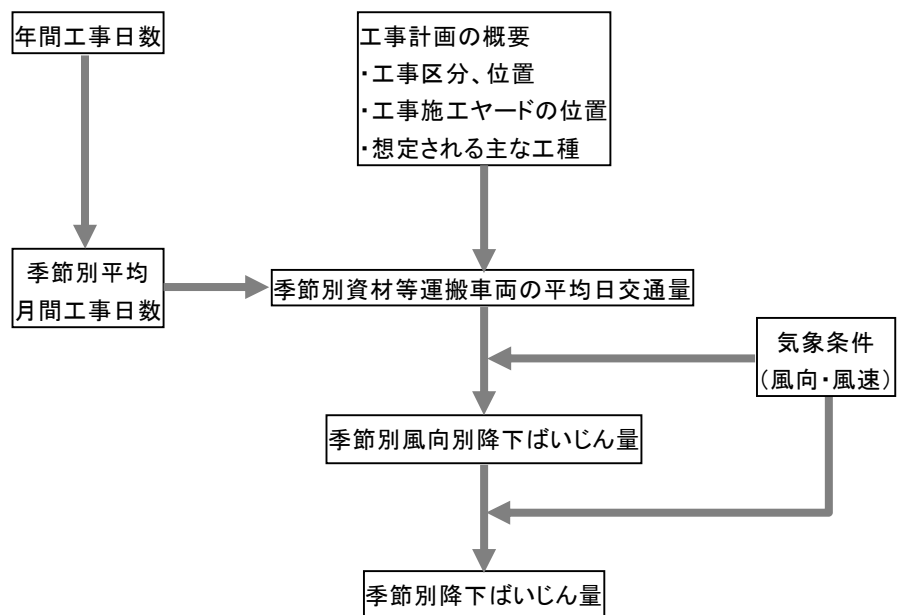 年間工事日数
工事計画の概要
・工事区分、位置
・工事施工ヤードの位置
・想定される主な工種
季節別平均
月間工事日数
季節別資材等運搬車両の平均日交通量
気象条件
(風向・風速)
季節別風向別降下ばいじん量
季節別降下ばいじん量